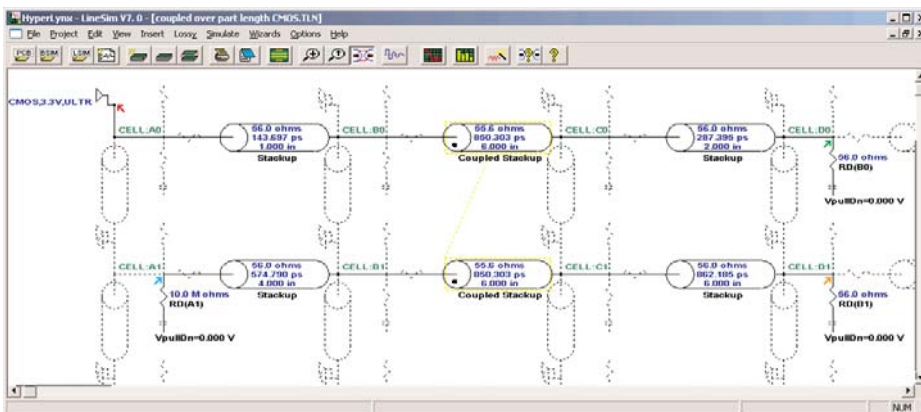 HyperLynx - LineSim V7.0 - [coupled over part length CMOS.TLN]
File Project Edit View Insert Lossy Simulate Wizards Options Help
PCB BSIM LSIM
CMOS,3.3V,ULTR
CELL:A0
56.0 ohms
143.697 ps
1.000 in
Stackup
CELL:B0
55.6 ohms
850.303 ps
6.000 in
Coupled Stackup
CELL:C0
56.0 ohms
287.395 ps
2.000 in
Stackup
CELL:D0
56.0 ohms
RD(B0)
VpullDn=0.000 V
CELL:A1
10.0 M ohms
RD(A1)
VpullDn=0.000 V
56.0 ohms
574.790 ps
4.000 in
Stackup
CELL:B1
55.6 ohms
850.303 ps
6.000 in
Coupled Stackup
CELL:C1
56.0 ohms
862.185 ps
6.000 in
Stackup
CELL:D1
56.0 ohms
RD(D1)
VpullDn=0.000 V
NUM